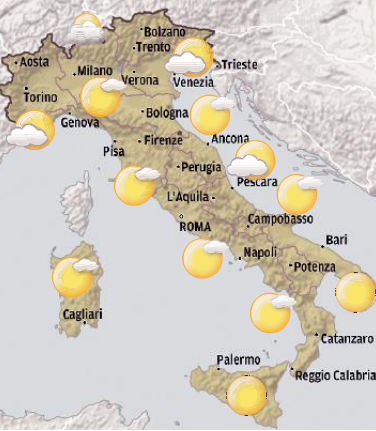 Bolzano
Trento
Aosta
Milano
Verona
Trieste
Venezia
Torino
Bologna
Genova
Firenze
Ancona
Pisa
Perugia
Pescara
L'Aquila
Campobasso
ROMA
Bari
Napoli
Potenza
Cagliari
Catanzaro
Palermo
Reggio Calabria